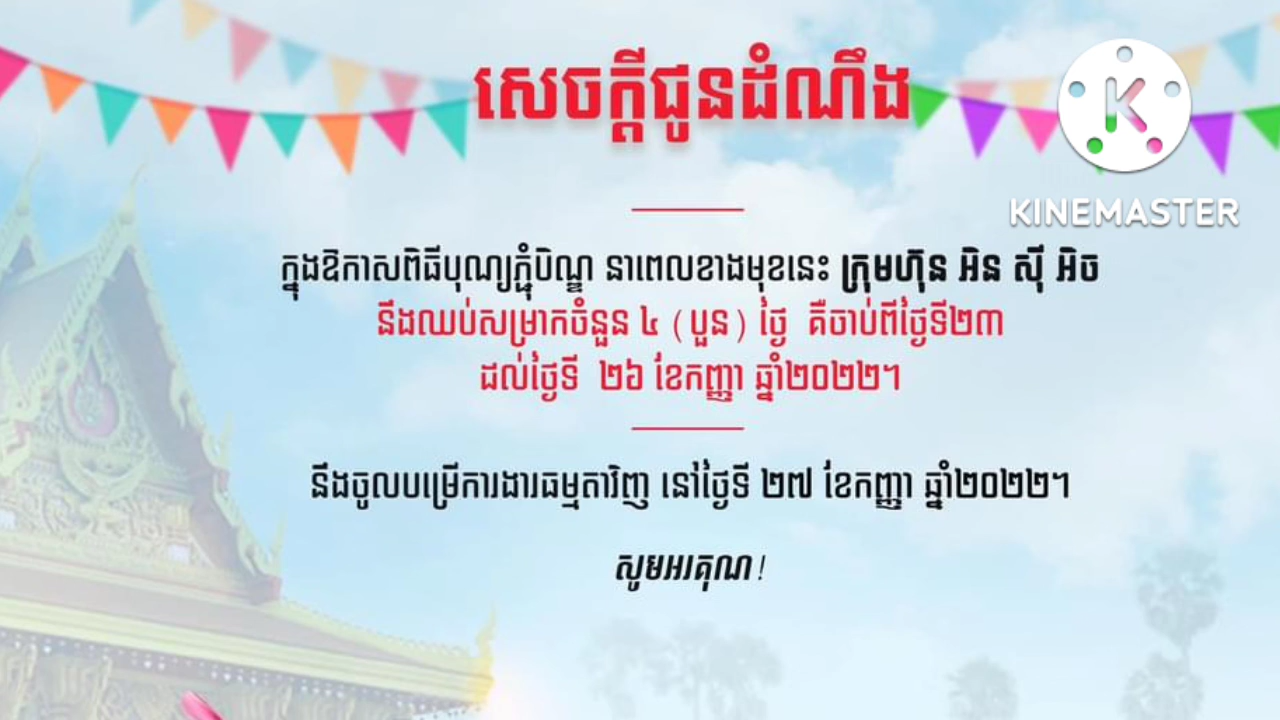 សេចក្តីជូនដំណឹង
KINEMASTER
ក្នុងឱកាសពិធីបុណ្យភ្ជុំបិណ្ឌ នាពេលខាងមុខនេះ ក្រុមហ៊ុន អិន ស៊ី អិច
នឹងឈប់សម្រាកចំនួន ៤ (បួន) ថ្ងៃ គឺចាប់ពីថ្ងៃទី២៣
ដល់ថ្ងៃទី ២៦ ខែកញ្ញា ឆ្នាំ២០២២។
នឹងចូលបម្រើការងារធម្មតាវិញ នៅថ្ងៃទី ២៧ ខែកញ្ញា ឆ្នាំ២០២២។
សូមអរគុណ!